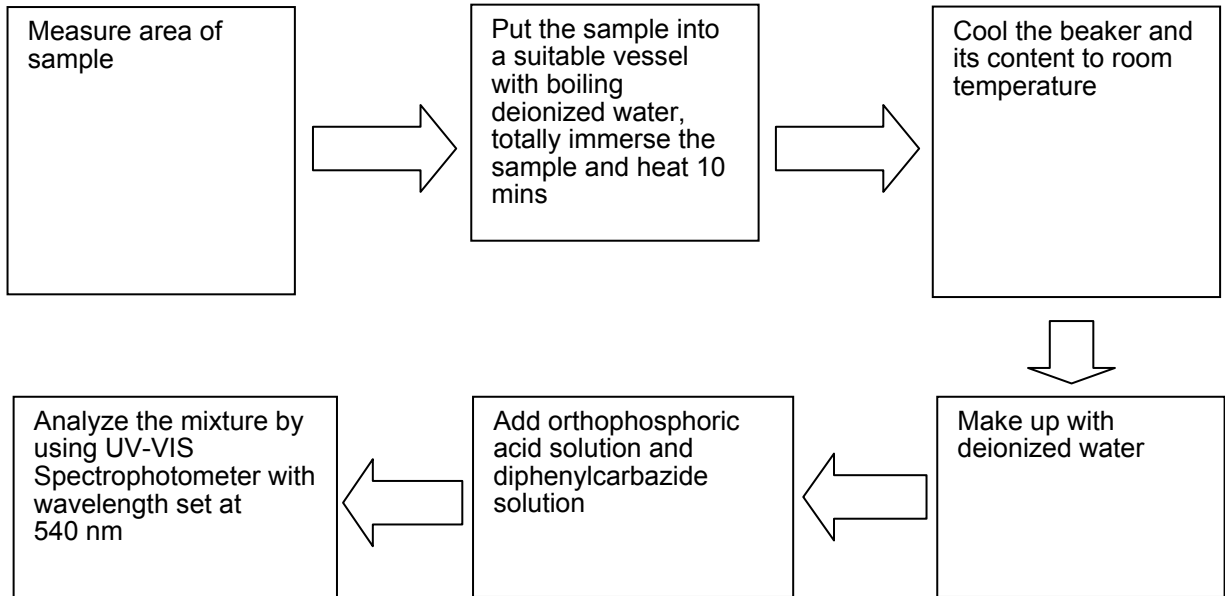 Measure area of
sample
Put the sample into
a suitable vessel
with boiling
deionized water,
totally immerse the
sample and heat 10
mins
Cool the beaker and
its content to room
temperature
Make up with
deionized water
Add orthophosphoric
acid solution and
diphenylcarbazide
solution
Analyze the mixture by
using UV-VIS
Spectrophotometer with
wavelength set at
540 nm